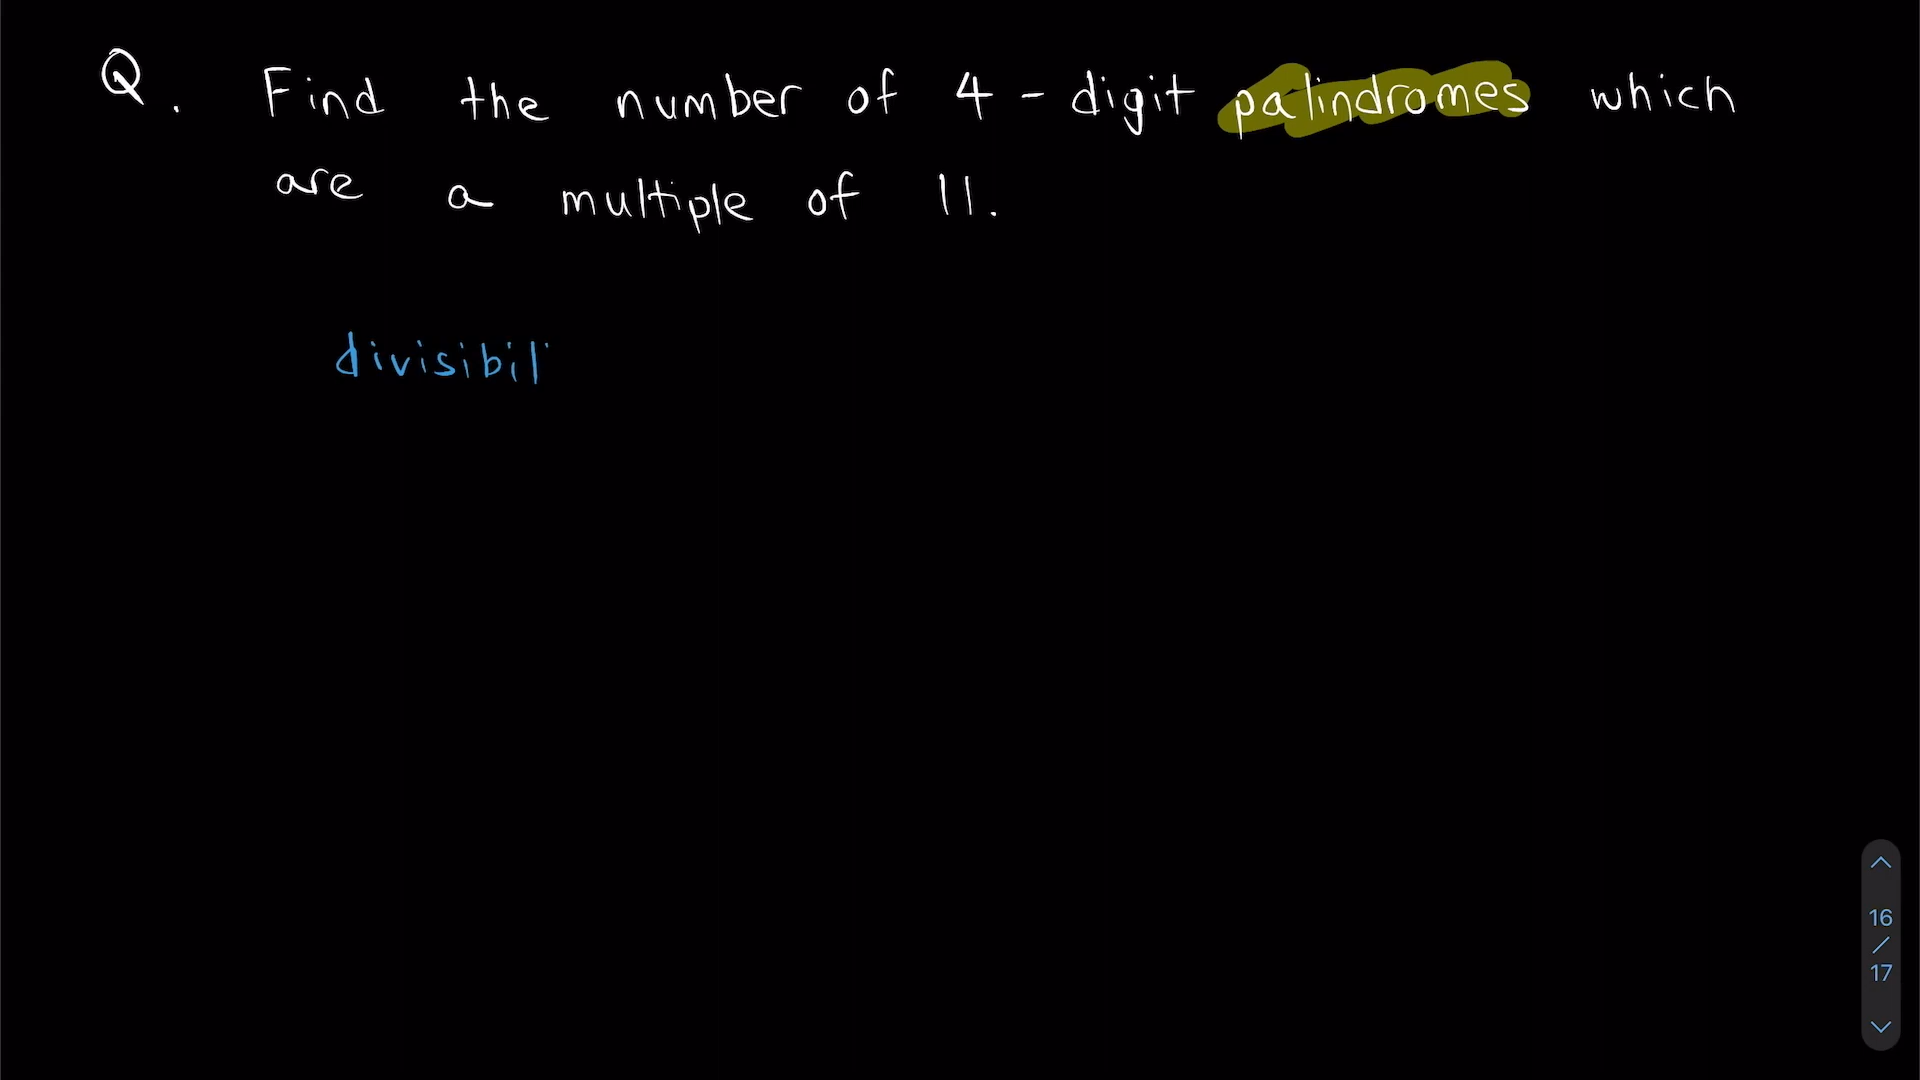 Q. Find the number of 4-digit palindromes which
are a multiple of 11.
divisibil
16
/
17